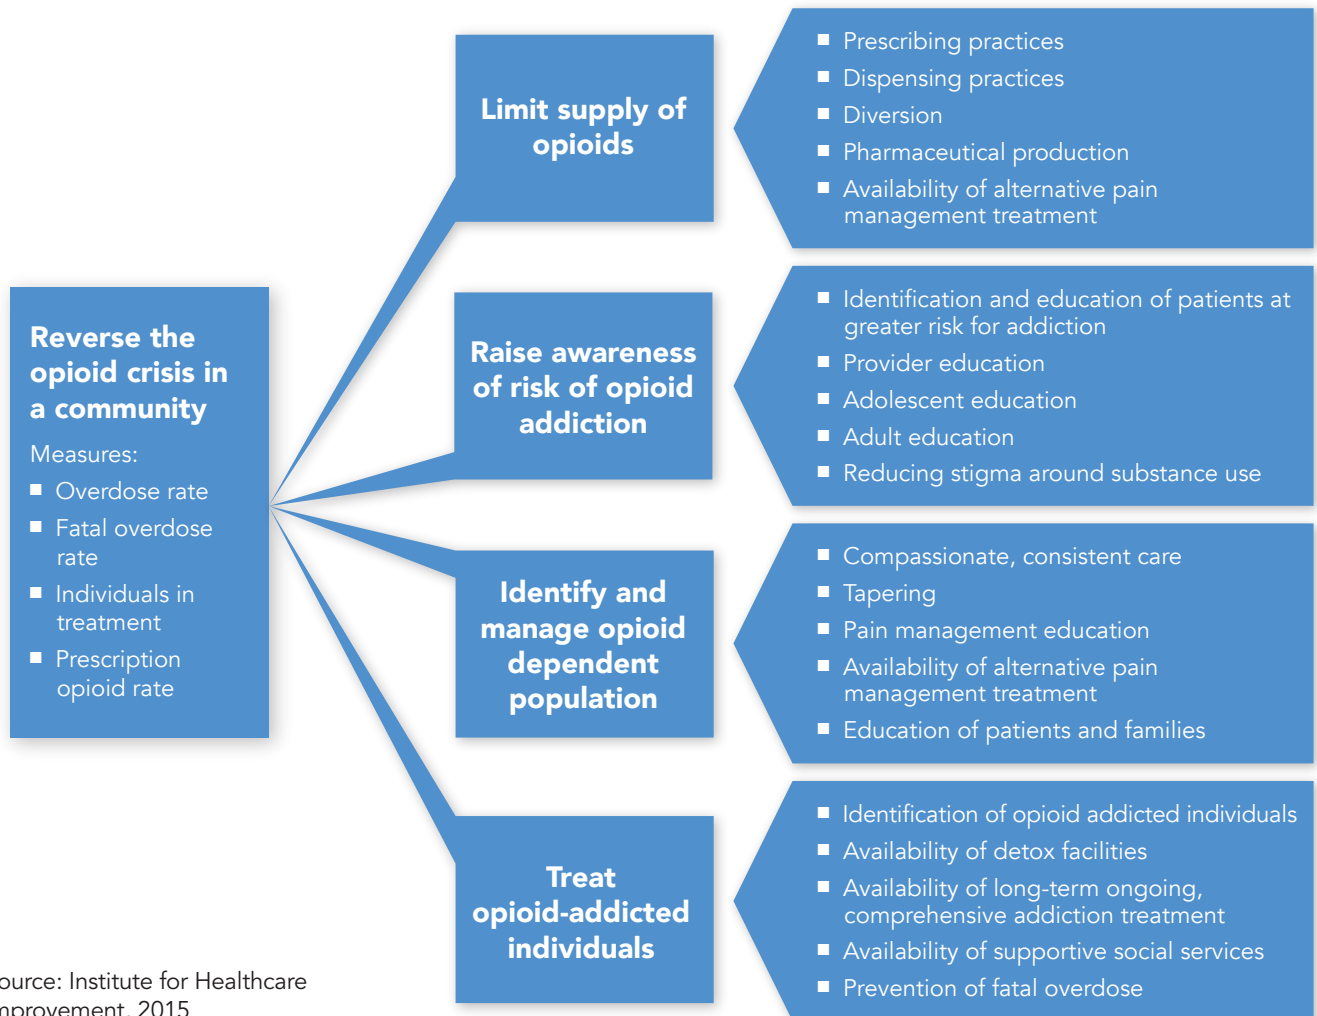 Reverse the
opioid crisis in
a community
Measures:
■ Overdose rate
■ Fatal overdose
rate
■ Individuals in
treatment
■ Prescription
opioid rate
Limit supply of
opioids
■ Prescribing practices
■ Dispensing practices
■ Diversion
■ Pharmaceutical production
■ Availability of alternative pain
management treatment
Raise awareness
of risk of opioid
addiction
■ Identification and education of patients at
greater risk for addiction
■ Provider education
■ Adolescent education
■ Adult education
■ Reducing stigma around substance use
Identify and
manage opioid
dependent
population
■ Compassionate, consistent care
■ Tapering
■ Pain management education
■ Availability of alternative pain
management treatment
■ Education of patients and families
Treat
opioid-addicted
individuals
■ Identification of opioid addicted individuals
■ Availability of detox facilities
■ Availability of long-term ongoing,
comprehensive addiction treatment
■ Availability of supportive social services
■ Prevention of fatal overdose
ource: Institute for Healthcare
mprovement, 2015